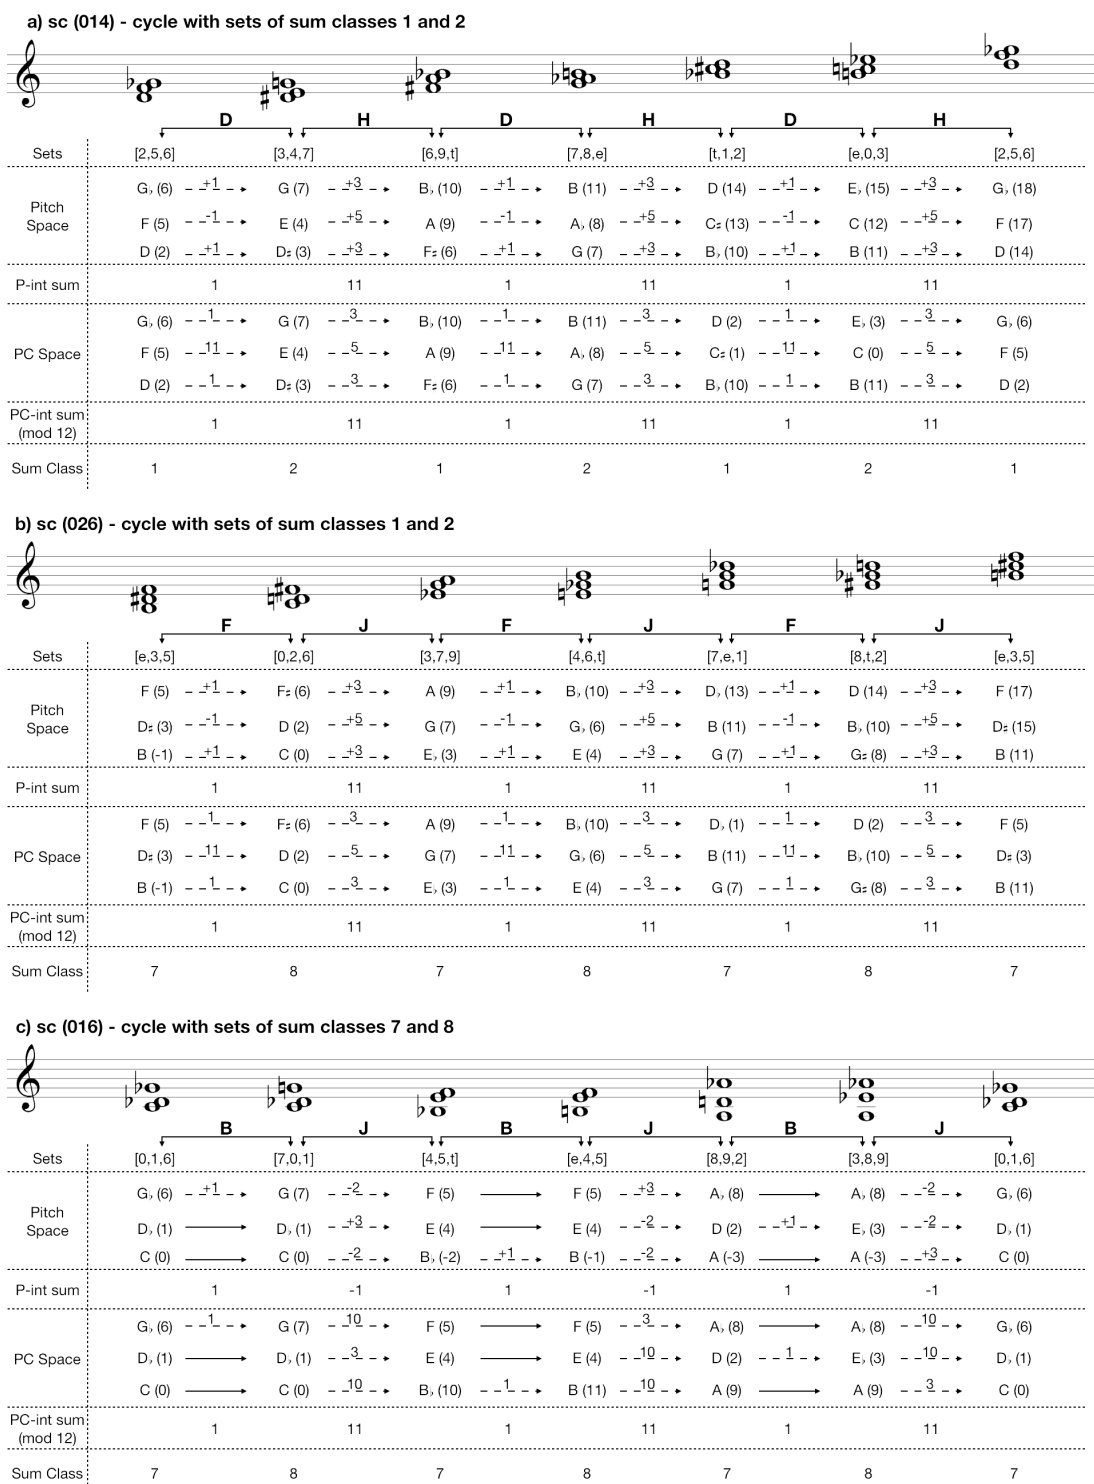 a) sc (014) - cycle with sets of sum classes 1 and 2
D H D H D H
Sets [2,5,6] [3,4,7] [6,9,t] [7,8,e] [t,1,2] [e,0,3] [2,5,6]
Pitch Space
G♭ (6) +1 G (7) +3 B♭ (10) +1 B (11) +3 D (14) +1 E♭ (15) +3 G♭ (18)
F (5) -1 E (4) +5 A (9) -1 A♭ (8) +5 C♯ (13) -1 C (12) +5 F (17)
D (2) +1 D♯ (3) +3 F♯ (6) +1 G (7) +3 B♭ (10) +1 B (11) +3 D (14)
P-int sum 1 11 1 11 1 11
PC Space
G♭ (6) 1 G (7) 3 B♭ (10) 1 B (11) 3 D (2) 1 E♭ (3) 3 G♭ (6)
F (5) 11 E (4) 5 A (9) 11 A♭ (8) 5 C♯ (1) 11 C (0) 5 F (5)
D (2) 1 D♯ (3) 3 F♯ (6) 1 G (7) 3 B♭ (10) 1 B (11) 3 D (2)
PC-int sum (mod 12) 1 11 1 11 1 11
Sum Class 1 2 1 2 1 2 1
b) sc (026) - cycle with sets of sum classes 1 and 2
F J F J F J
Sets [e,3,5] [0,2,6] [3,7,9] [4,6,t] [7,e,1] [8,t,2] [e,3,5]
Pitch Space
F (5) +1 F♯ (6) +3 A (9) +1 B♭ (10) +3 D♭ (13) +1 D (14) +3 F (17)
D♯ (3) -1 D (2) +5 G (7) -1 G♭ (6) +5 B (11) -1 B♭ (10) +5 D♯ (15)
B (-1) +1 C (0) +3 E♭ (3) +1 E (4) +3 G (7) +1 G♯ (8) +3 B (11)
P-int sum 1 11 1 11 1 11
PC Space
F (5) 1 F♯ (6) 3 A (9) 1 B♭ (10) 3 D♭ (1) 1 D (2) 3 F (5)
D♯ (3) 11 D (2) 5 G (7) 11 G♭ (6) 5 B (11) 11 B♭ (10) 5 D♯ (3)
B (-1) 1 C (0) 3 E♭ (3) 1 E (4) 3 G (7) 1 G♯ (8) 3 B (11)
PC-int sum (mod 12) 1 11 1 11 1 11
Sum Class 7 8 7 8 7 8 7
c) sc (016) - cycle with sets of sum classes 7 and 8
B J B J B J
Sets [0,1,6] [7,0,1] [4,5,t] [e,4,5] [8,9,2] [3,8,9] [0,1,6]
Pitch Space
G♭ (6) +1 G (7) -2 F (5) F (5) +3 A♭ (8) A♭ (8) -2 G♭ (6)
D♭ (1) D♭ (1) +3 E (4) E (4) -2 D (2) +1 E♭ (3) -2 D♭ (1)
C (0) C (0) -2 B♭ (-2) +1 B (-1) -2 A (-3) A (-3) +3 C (0)
P-int sum 1 -1 1 -1 1 -1
PC Space
G♭ (6) 1 G (7) 10 F (5) F (5) 3 A♭ (8) A♭ (8) 10 G♭ (6)
D♭ (1) D♭ (1) 3 E (4) E (4) 10 D (2) 1 E♭ (3) 10 D♭ (1)
C (0) C (0) 10 B♭ (10) 1 B (11) 10 A (9) A (9) 3 C (0)
PC-int sum (mod 12) 1 11 1 11 1 11
Sum Class 7 8 7 8 7 8 7